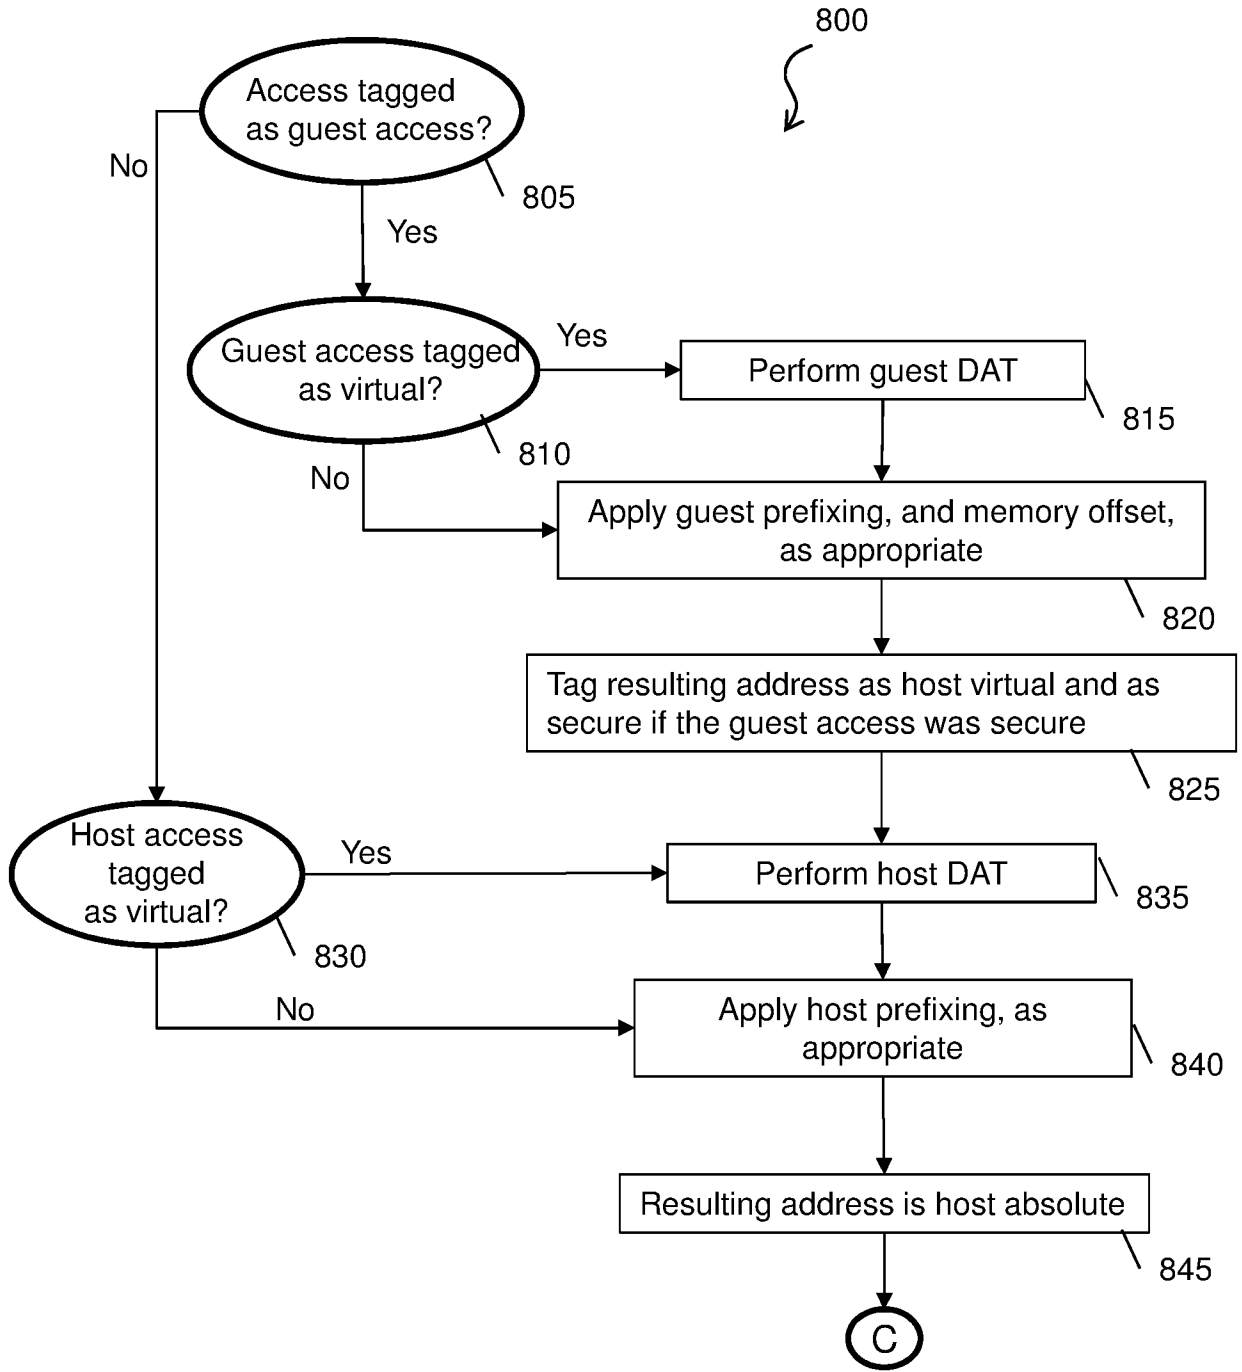 800
Access tagged
as guest access?
805
No
Yes
Guest access tagged
as virtual?
810
Yes
Perform guest DAT
815
No
Apply guest prefixing, and memory offset,
as appropriate
820
Tag resulting address as host virtual and as
secure if the guest access was secure
825
Host access
tagged
as virtual?
830
Yes
Perform host DAT
835
No
Apply host prefixing, as
appropriate
840
Resulting address is host absolute
845
C